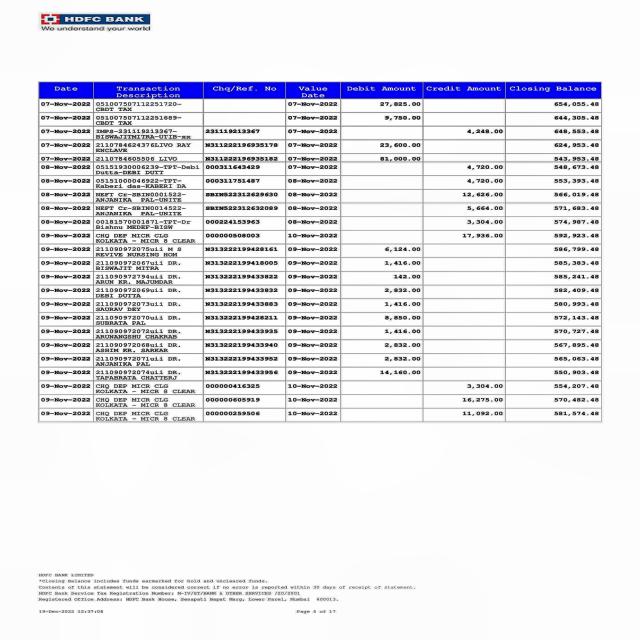 HDFC BANK
We understand your world
Date Transaction Description Chq/Ref. No Value Date Debit Amount Credit Amount Closing Balance
07-Nov-2022 051007507112251720- 07-Nov-2022 27,825.00 654,055.48
CBDT TAX
07-Nov-2022 051007507112251689- 07-Nov-2022 9,750.00 644,305.48
CBDT TAX
07-Nov-2022 IMPS-231119213367- 231119213367 07-Nov-2022 4,248.00 648,553.48
BISWAJITMITRA-UTIB-xx
07-Nov-2022 2110784624376LIVO RAY N311222196935178 07-Nov-2022 23,600.00 624,953.48
ENCLAVE
07-Nov-2022 2110784605506 LIVO N311222196935182 07-Nov-2022 81,000.00 543,953.48
08-Nov-2022 05151930006239-TPT-Debi 000311643429 08-Nov-2022 4,720.00 548,673.48
Dutta-DEBI DUTT
08-Nov-2022 05151000046922-TPT- 000311751487 08-Nov-2022 4,720.00 553,393.48
Kaberi das-KABERI DA
08-Nov-2022 NEFT Cr-SBIN0001522- SBIN522312629630 08-Nov-2022 12,626.00 566,019.48
ANJANIKA PAL-UNITE
08-Nov-2022 NEFT Cr-SBIN0014522- SBIN522312632089 08-Nov-2022 5,664.00 571,683.48
ANJANIKA PAL-UNITE
08-Nov-2022 00181570001871-TPT-Dr 000224153963 08-Nov-2022 3,304.00 574,987.48
Bishnu MEDEF-BISW
09-Nov-2022 CHQ DEP MICR CLG 000000508003 10-Nov-2022 17,936.00 592,923.48
KOLKATA - MICR 8 CLEAR
09-Nov-2022 211090972075uii M S N313222199428161 09-Nov-2022 6,124.00 586,799.48
REVIVE NURSING HOM
09-Nov-2022 211090972067uii DR. N313222199418005 09-Nov-2022 1,416.00 585,383.48
BISWAJIT MITRA
09-Nov-2022 211090972794uii DR. N313222199433822 09-Nov-2022 142.00 585,241.48
ARUN KR. MAJUMDAR
09-Nov-2022 211090972069uii DR. N313222199433832 09-Nov-2022 2,832.00 582,409.48
DEBI DUTTA
09-Nov-2022 211090972073uii DR. N313222199433883 09-Nov-2022 1,416.00 580,993.48
SAURAV DEY
09-Nov-2022 211090972070uii DR. N313222199428211 09-Nov-2022 8,850.00 572,143.48
SUBRATA PAL
09-Nov-2022 211090972072uii DR. N313222199433935 09-Nov-2022 1,416.00 570,727.48
ARUNANGSHU CHAKRAB
09-Nov-2022 211090972068uii DR. N313222199433940 09-Nov-2022 2,832.00 567,895.48
ASHIM KR. SARKAR
09-Nov-2022 211090972071uii DR. N313222199433952 09-Nov-2022 2,832.00 565,063.48
ANJANIKA PAL
09-Nov-2022 211090972074uii DR. N313222199433956 09-Nov-2022 14,160.00 550,903.48
TAPABRATA CHATTERJ
09-Nov-2022 CHQ DEP MICR CLG 000000416325 10-Nov-2022 3,304.00 554,207.48
KOLKATA - MICR 8 CLEAR
09-Nov-2022 CHQ DEP MICR CLG 000000605919 10-Nov-2022 16,275.00 570,482.48
KOLKATA - MICR 8 CLEAR
09-Nov-2022 CHQ DEP MICR CLG 000000259506 10-Nov-2022 11,092.00 581,574.48
KOLKATA - MICR 8 CLEAR
HDFC BANK LIMITED
*Closing Balance includes funds earmarked for Hold and uncleared funds.
Contents of this statement will be considered correct if no error is reported within 30 days of receipt of statement.
HDFC Bank Service Tax Registration Number: M-IV/ST/BANK & OTHER SERVICES /20/2001
Registered Office Address: HDFC Bank House, Senapati Bapat Marg, Lower Parel, Mumbai 400013.
19-Dec-2022 12:37:08 Page 4 of 17